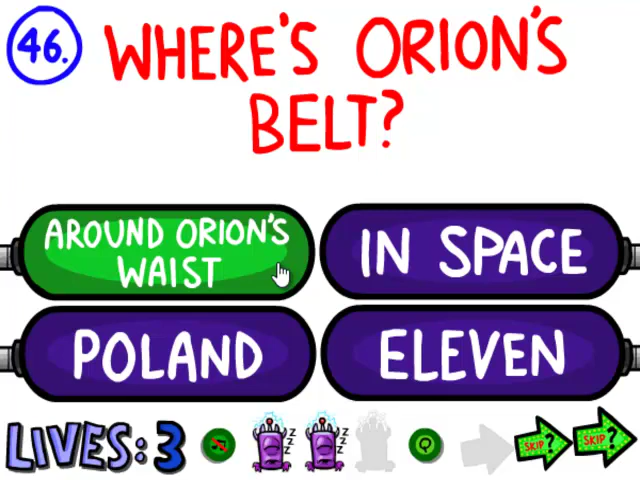 46.
WHERE'S ORION'S
BELT?
AROUND ORION'S
WAIST
IN SPACE
POLAND
ELEVEN
LIVES: 3
Z
Z
Z
Z
Z
Z
SKIP?
SKIP?